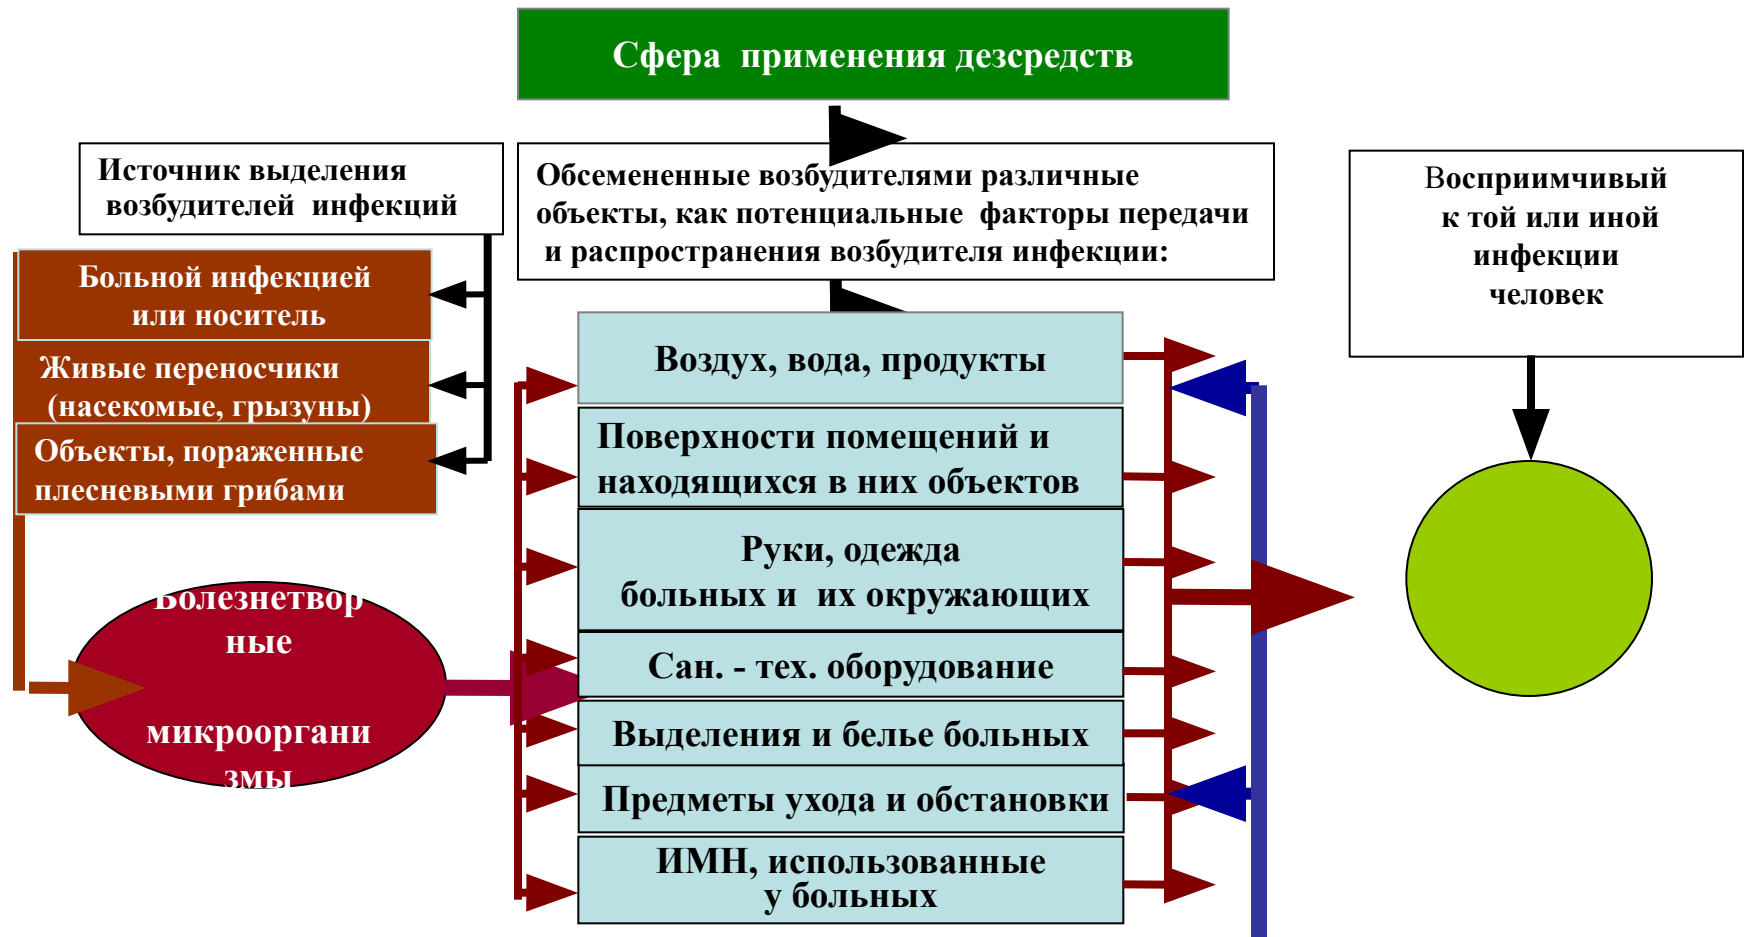 Сфера применения дезсредств
Источник выделения
возбудителей инфекций
Обсемененные возбудителями различные
объекты, как потенциальные факторы передачи
и распространения возбудителя инфекции:
Восприимчивый
к той или иной
инфекции
человек
Больной инфекцией
или носитель
Живые переносчики
(насекомые, грызуны)
Объекты, пораженные
плесневыми грибами
Болезнетвор
ные
микрооргани
змы
Воздух, вода, продукты
Поверхности помещений и
находящихся в них объектов
Руки, одежда
больных и их окружающих
Сан. - тех. оборудование
Выделения и белье больных
Предметы ухода и обстановки
ИМН, использованные
у больных